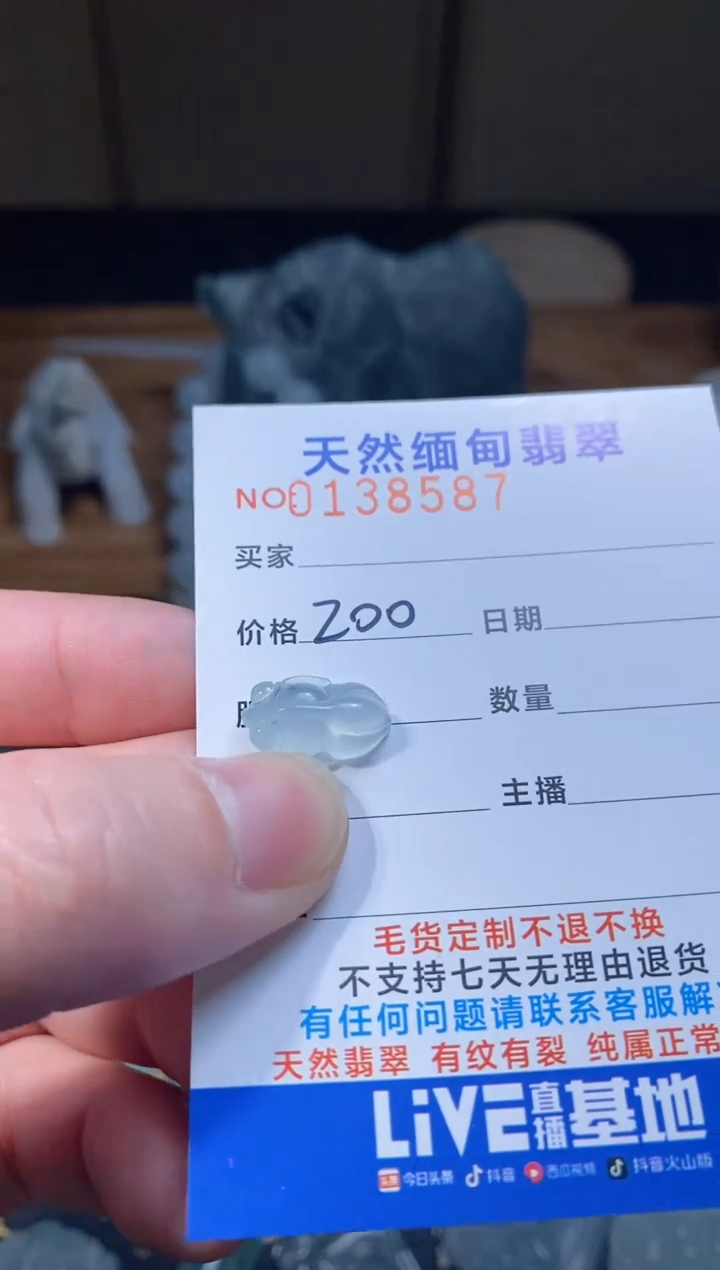 天然缅甸翡翠
NO:0138587
买家
价格 200 日期
数量
主播
毛货定制不退不换
不支持七天无理由退货
有任何问题请联系客服解
天然翡翠 有纹有裂 纯属正常
LiVE直播基地
头条 今日头条 抖音 西瓜视频 抖音火山版